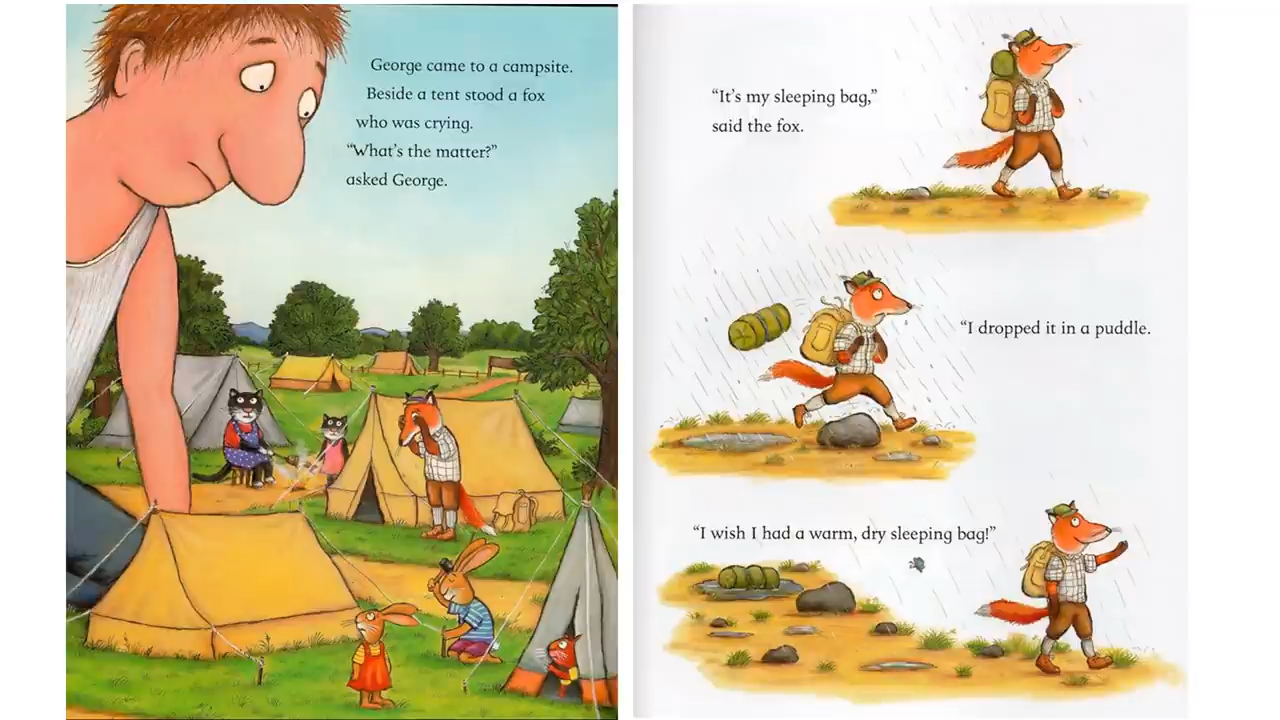 George came to a campsite.
Beside a tent stood a fox
who was crying.
“What’s the matter?”
asked George.
“It’s my sleeping bag,”
said the fox.
“I dropped it in a puddle.
“I wish I had a warm, dry sleeping bag!”